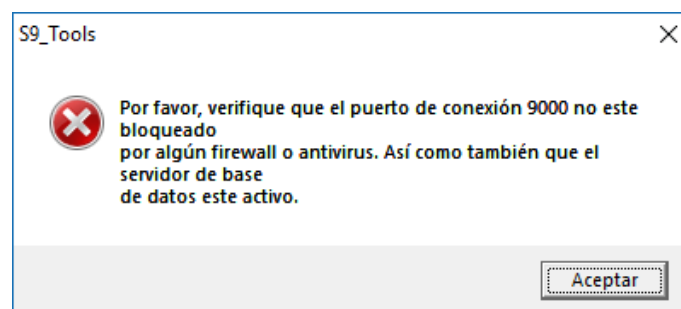 S9_Tools
Por favor, verifique que el puerto de conexión 9000 no este
bloqueado
por algún firewall o antivirus. Así como también que el
servidor de base
de datos este activo.
Aceptar